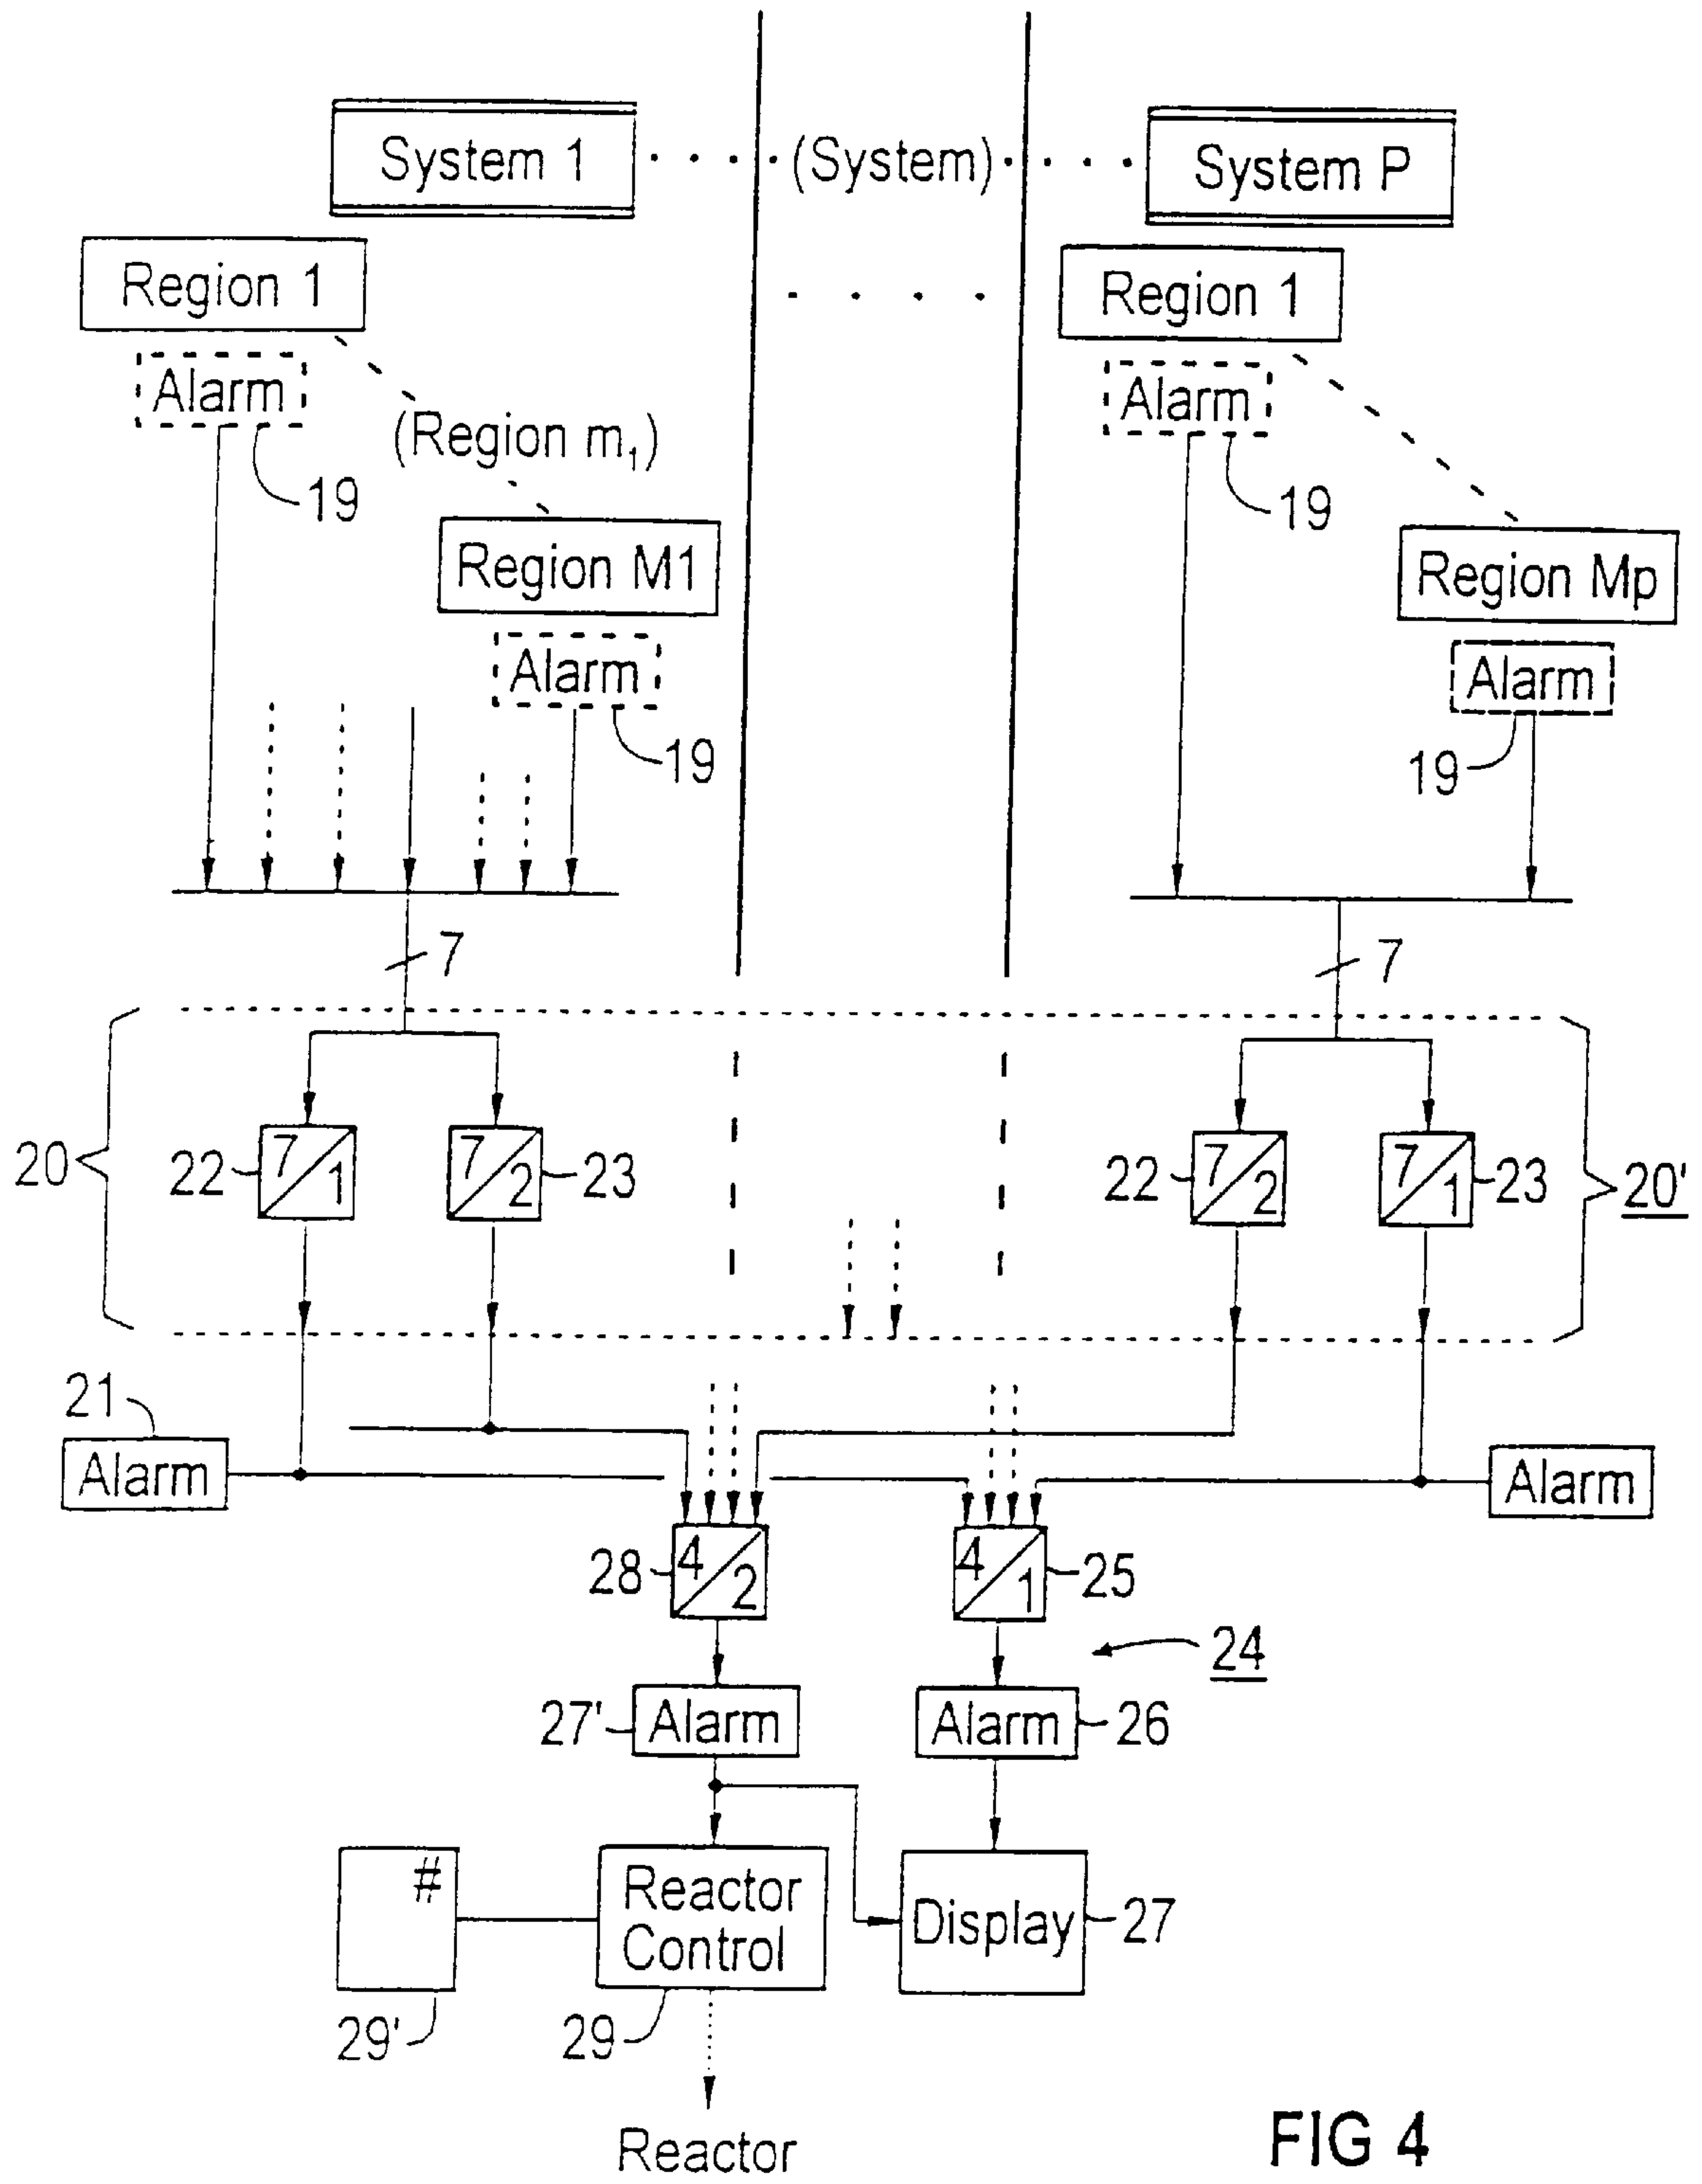 System 1
(System)
System P
Region 1
Region 1
Alarm
Alarm
(Region m₁)
19
19
Region M1
Region Mp
Alarm
Alarm
19
19
7
7
20
22
7/1
7/2
23
22
7/2
7/1
23
20'
21
Alarm
Alarm
28
4/2
4/1
25
24
27'
Alarm
Alarm
26
#
Reactor
Control
Display
27
29'
29
Reactor
FIG 4